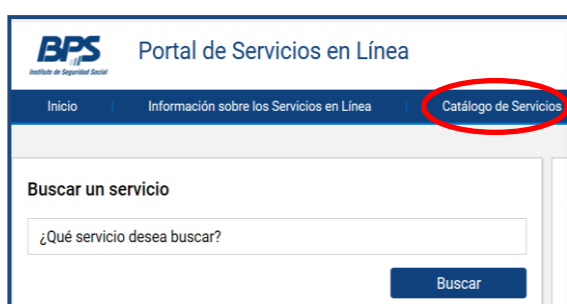 BPS
Instituto de Seguridad Social
Portal de Servicios en Línea
Inicio
Información sobre los Servicios en Línea
Catálogo de Servicios
Buscar un servicio
¿Qué servicio desea buscar?
Buscar